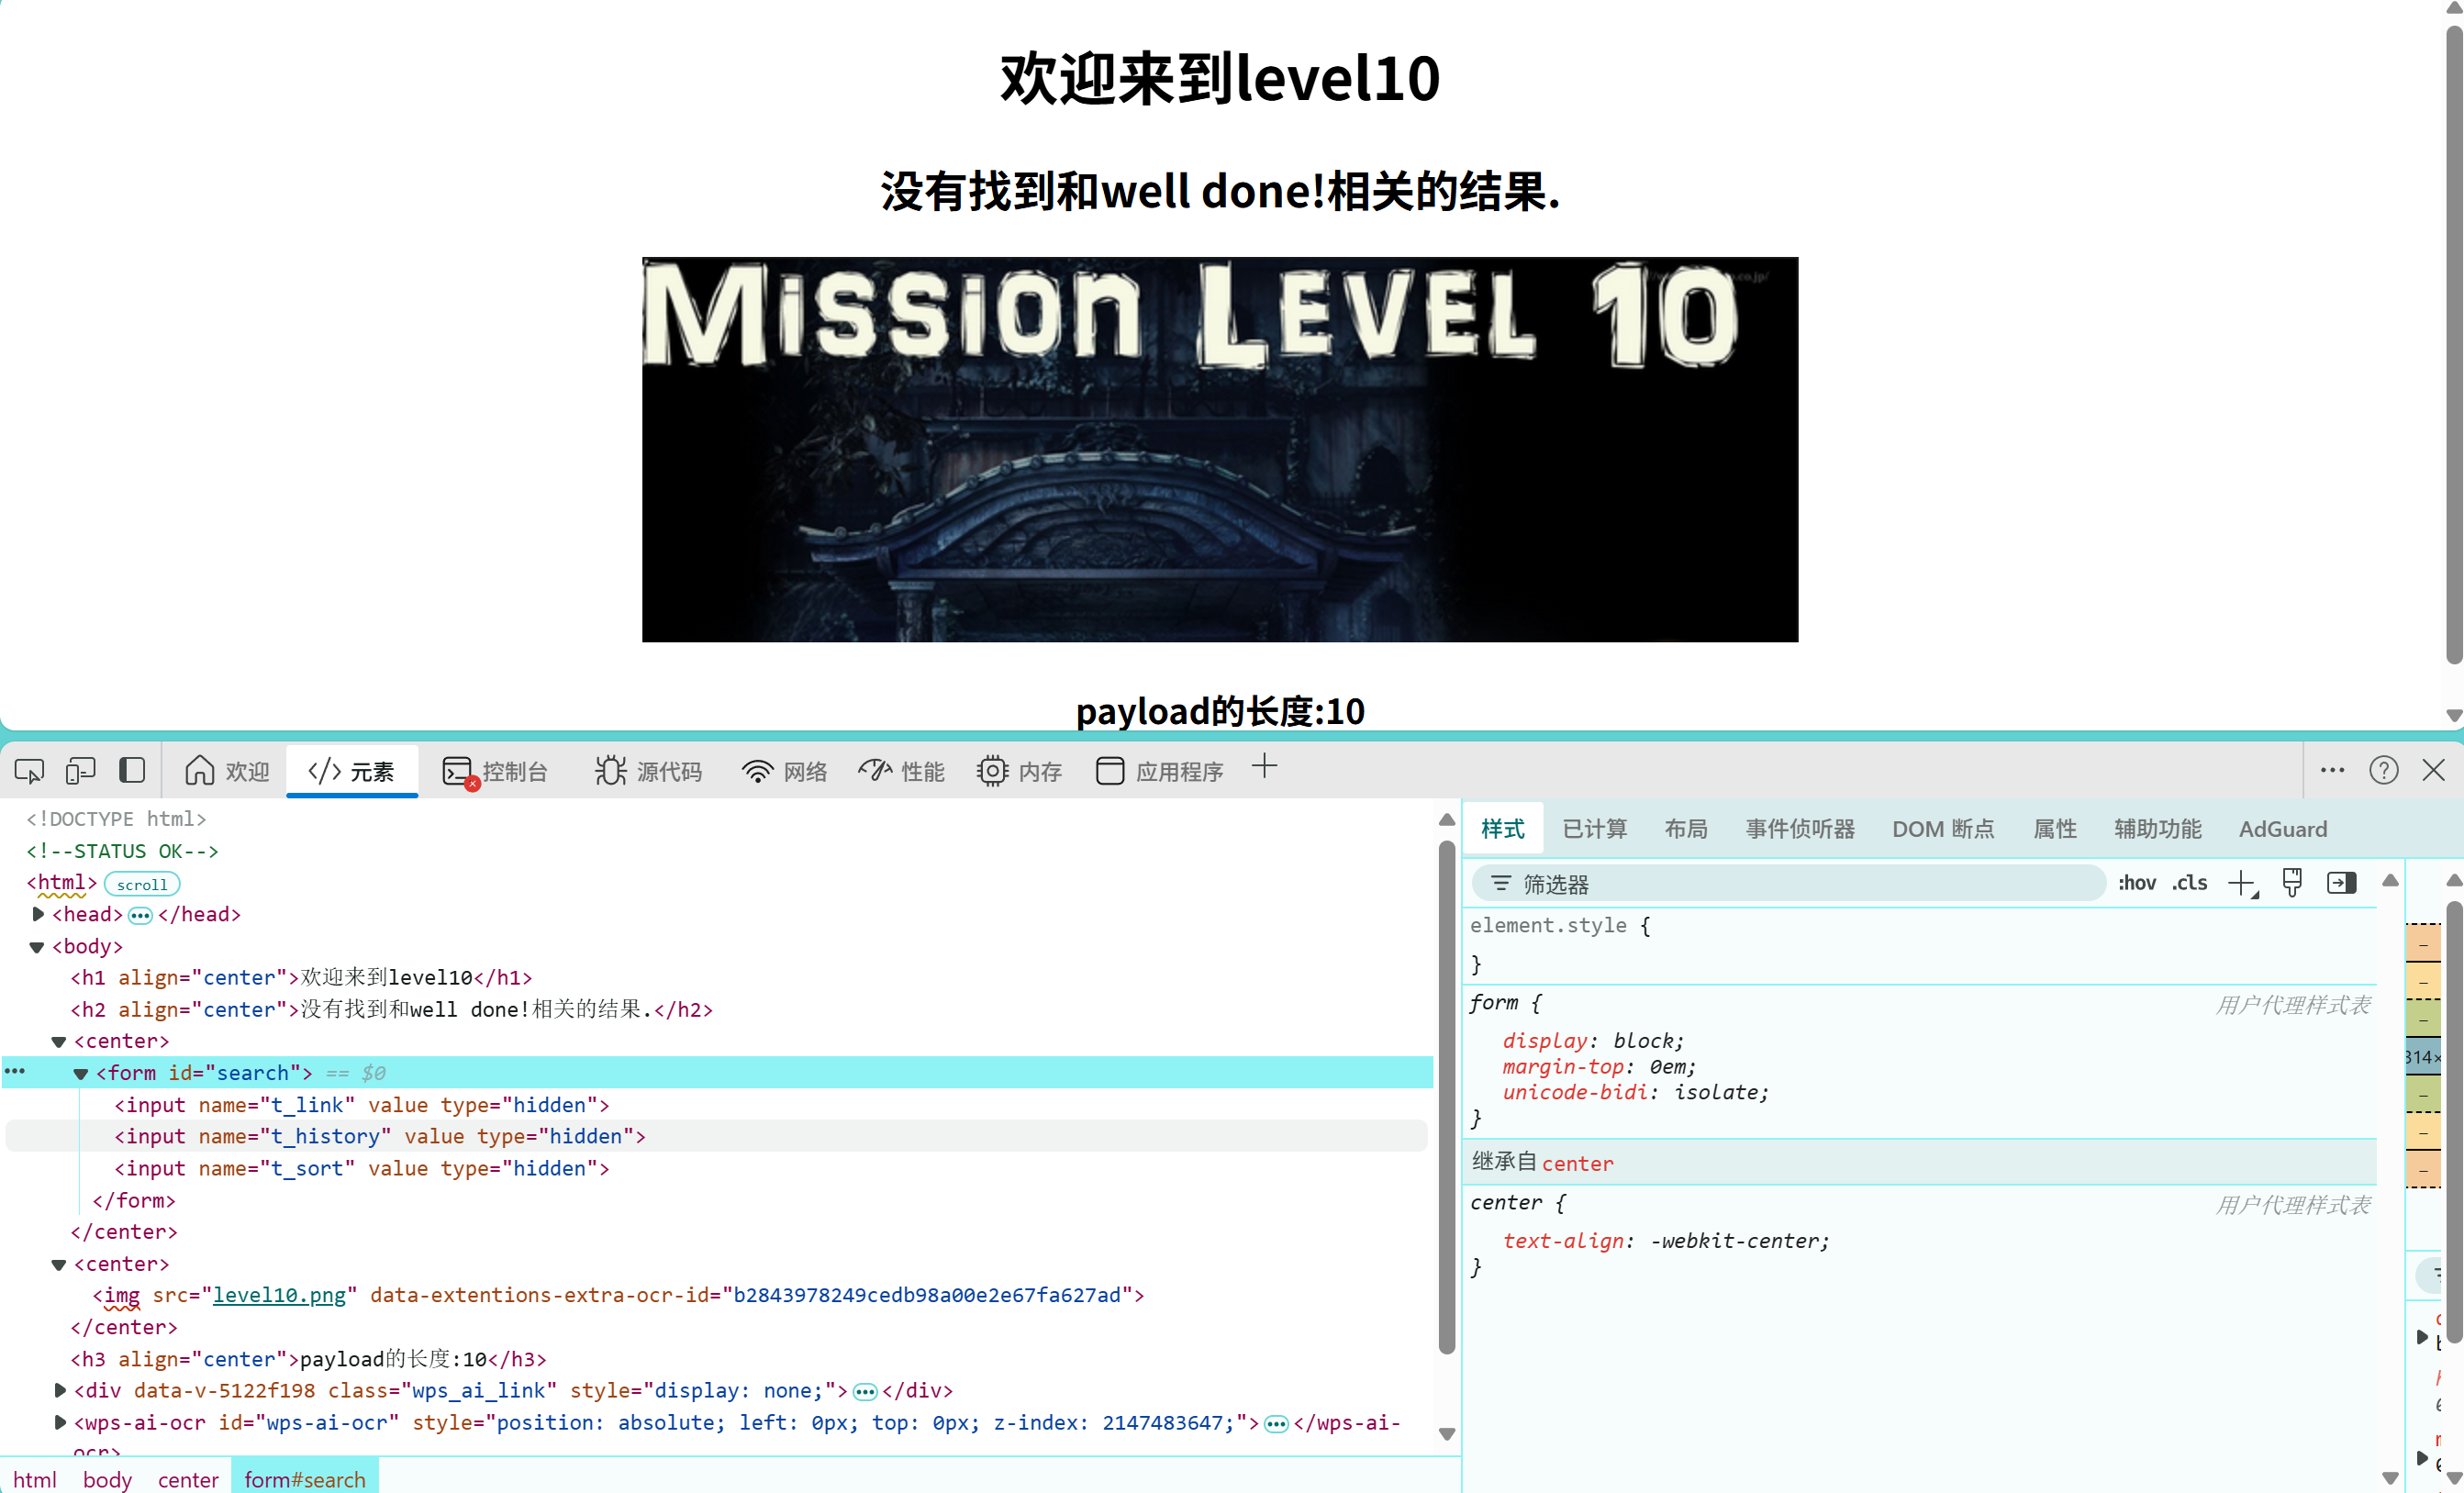 欢迎来到level10
没有找到和well done!相关的结果.
Mission Level 10
payload的长度:10
欢迎 </> 元素 控制台 源代码 网络 性能 内存 应用程序
<!DOCTYPE html>
<!--STATUS OK-->
<html> scroll
<head> ••• </head>
<body>
<h1 align="center">欢迎来到level10</h1>
<h2 align="center">没有找到和well done!相关的结果.</h2>
<center>
••• <form id="search"> == $0
<input name="t_link" value type="hidden">
<input name="t_history" value type="hidden">
<input name="t_sort" value type="hidden">
</form>
</center>
<center>
<img src="level10.png" data-extentions-extra-ocr-id="b2843978249cedb98a00e2e67fa627ad">
</center>
<h3 align="center">payload的长度:10</h3>
<div data-v-5122f198 class="wps_ai_link" style="display: none;"> ••• </div>
<wps-ai-ocr id="wps-ai-ocr" style="position: absolute; left: 0px; top: 0px; z-index: 2147483647;"> ••• </wps-ai-
ocr>
html body center form#search
样式 已计算 布局 事件侦听器 DOM 断点 属性 辅助功能 AdGuard
筛选器 :hov .cls
element.style {
}
form { 用户代理样式表
display: block;
margin-top: 0em;
unicode-bidi: isolate;
}
继承自 center
center { 用户代理样式表
text-align: -webkit-center;
}